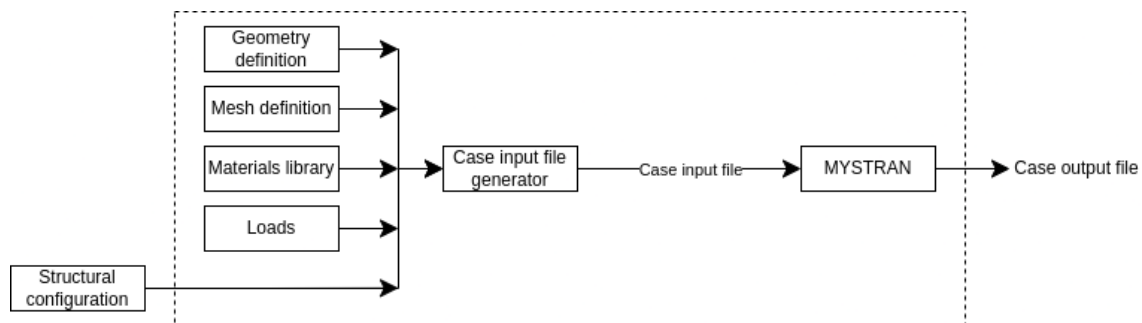 Geometry
definition
Mesh definition
Materials library
Loads
Structural
configuration
Case input file
generator
Case input file
MYSTRAN
Case output file